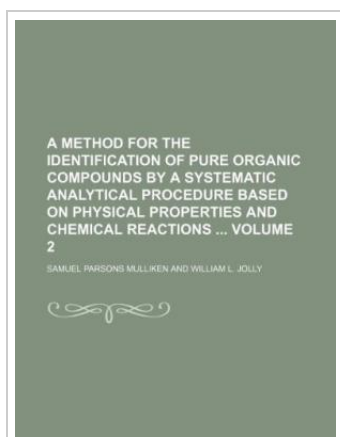 A METHOD FOR THE
IDENTIFICATION OF PURE ORGANIC
COMPOUNDS BY A SYSTEMATIC
ANALYTICAL PROCEDURE BASED
ON PHYSICAL PROPERTIES AND
CHEMICAL REACTIONS ... VOLUME
2
SAMUEL PARSONS MULLIKEN AND WILLIAM L. JOLLY